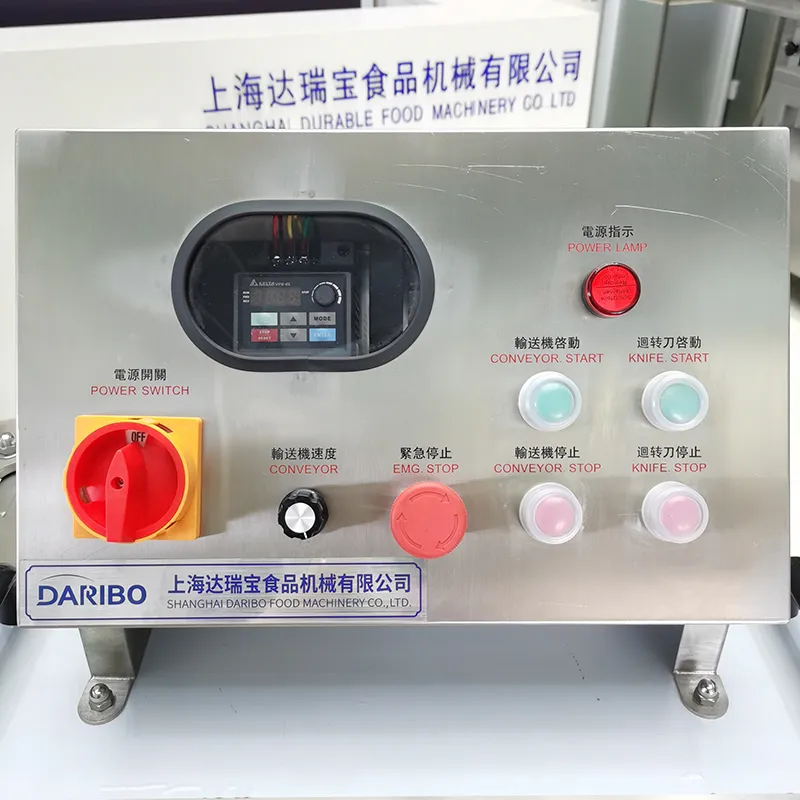 上海达瑞宝食品机械有限公司
SHANGHAI DURABLE FOOD MACHINERY CO LTD
電源指示
POWER LAMP
DELTA
MODE
STOP
RESET
ENTER
輸送機啓動
CONVEYOR. START
迴转刀啓動
KNIFE. START
電源開關
POWER SWITCH
OFF
輸送機速度
CONVEYOR
緊急停止
EMG. STOP
輸送機停止
CONVEYOR STOP
迴转刀停止
KNIFE. STOP
DARIBO
上海达瑞宝食品机械有限公司
SHANGHAI DARIBO FOOD MACHINERY CO.,LTD.